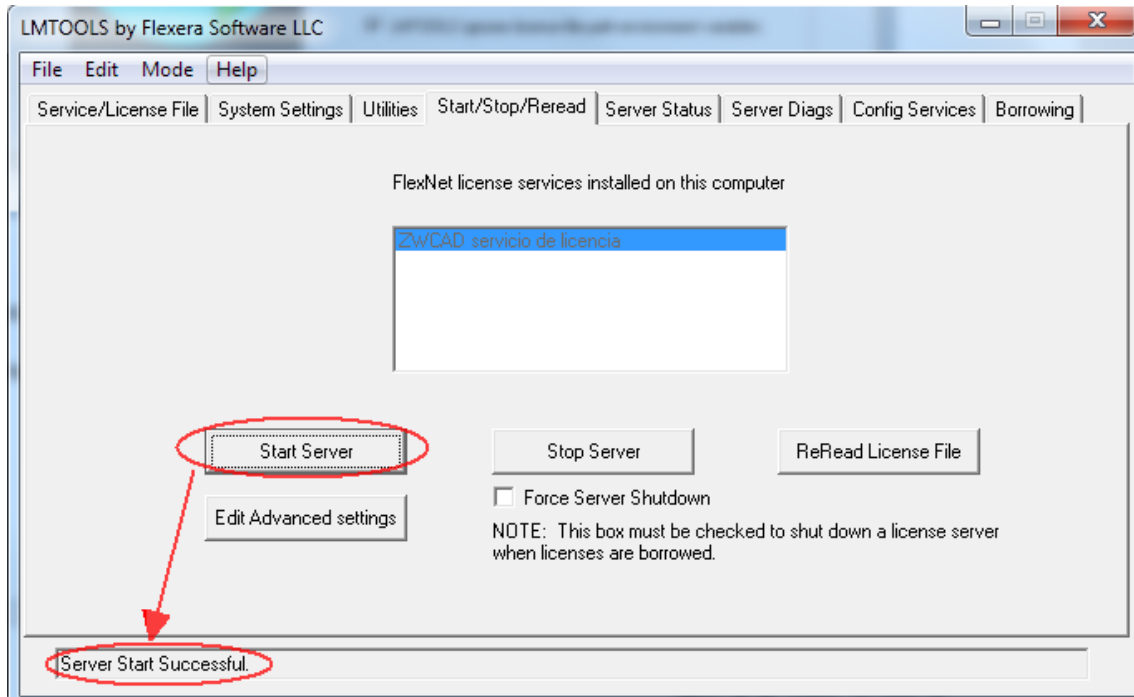 LMTOOLS by Flexera Software LLC
File Edit Mode Help
Service/License File System Settings Utilities Start/Stop/Reread Server Status Server Diags Config Services Borrowing
FlexNet license services installed on this computer
ZWCAD servicio de licencia
Start Server Stop Server ReRead License File
Force Server Shutdown
Edit Advanced settings
NOTE: This box must be checked to shut down a license server
when licenses are borrowed.
Server Start Successful.